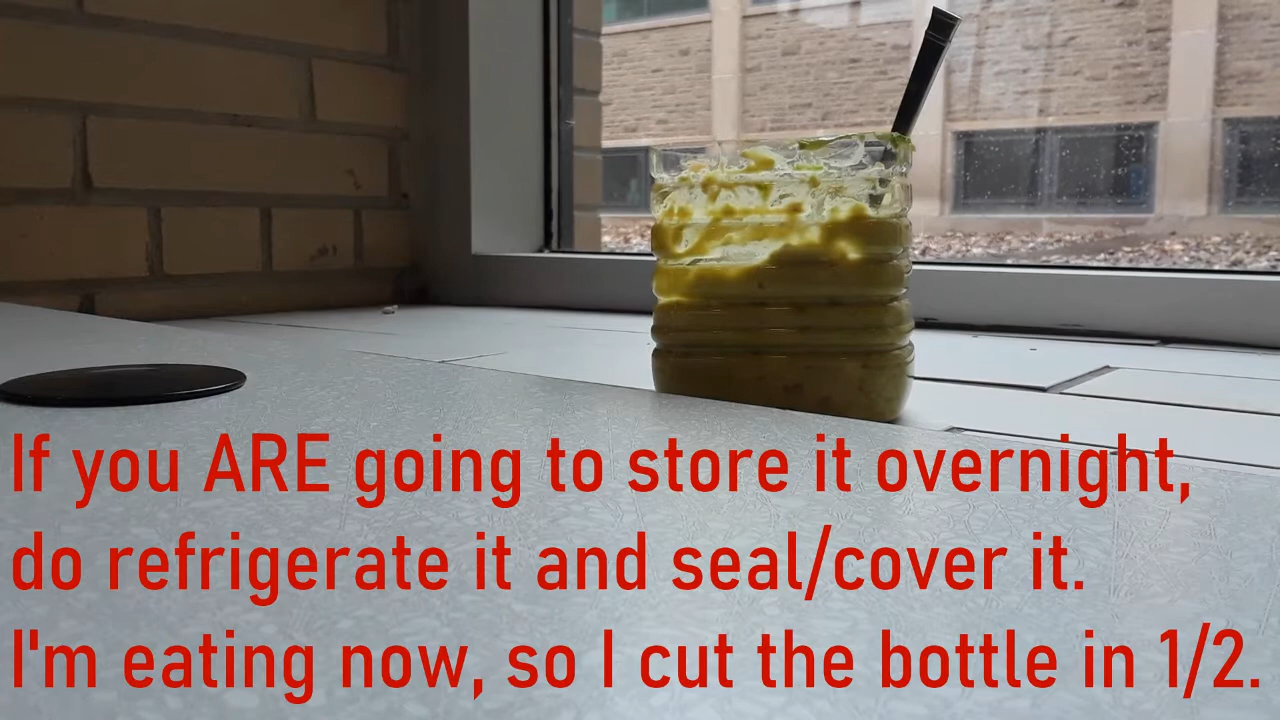 If you ARE going to store it overnight,
do refrigerate it and seal/cover it.
I'm eating now, so I cut the bottle in 1/2.